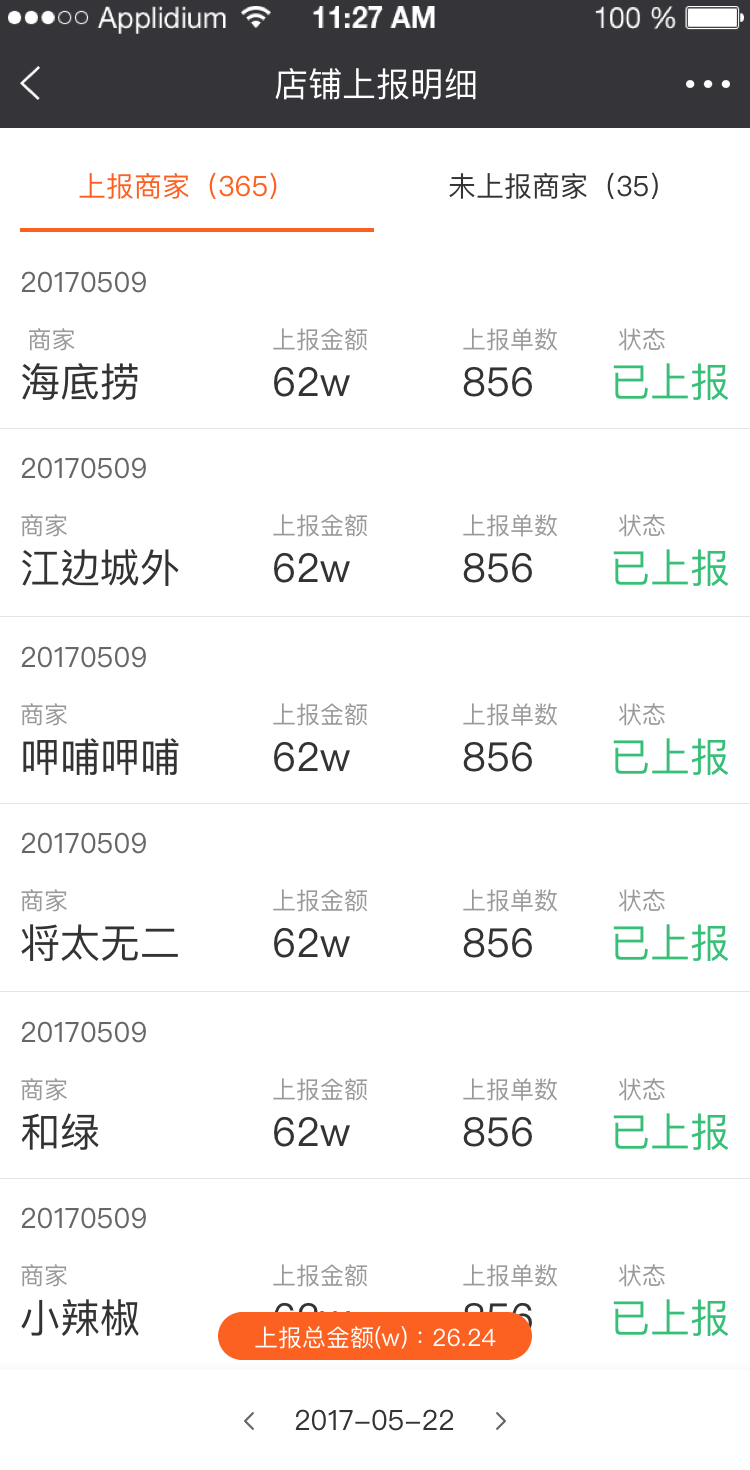 Applidium 11:27 AM 100 %
店铺上报明细
上报商家（365） 未上报商家（35）
20170509
商家 上报金额 上报单数 状态
海底捞 62w 856 已上报
20170509
商家 上报金额 上报单数 状态
江边城外 62w 856 已上报
20170509
商家 上报金额 上报单数 状态
呷哺呷哺 62w 856 已上报
20170509
商家 上报金额 上报单数 状态
将太无二 62w 856 已上报
20170509
商家 上报金额 上报单数 状态
和绿 62w 856 已上报
20170509
商家 上报金额 上报单数 状态
小辣椒 62w 856 已上报
上报总金额(w)：26.24
2017-05-22